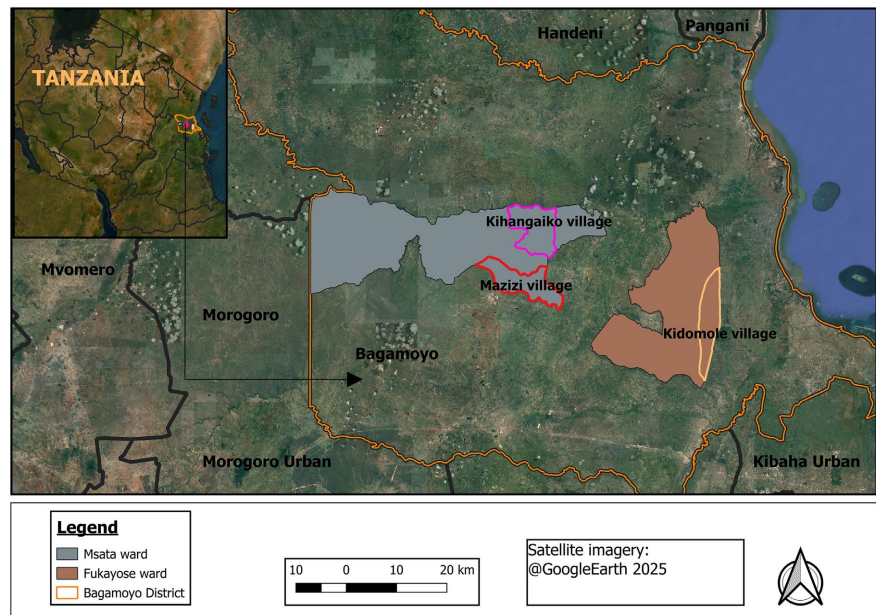 TANZANIA
Handeni
Pangani
Kihangaiko village
Mvomero
Mazizi village
Morogoro
Kidomole village
Bagamoyo
Morogoro Urban
Kibaha Urban
Legend
Msata ward
Fukayose ward
Bagamoyo District
10 0 10 20 km
Satellite imagery:
@GoogleEarth 2025